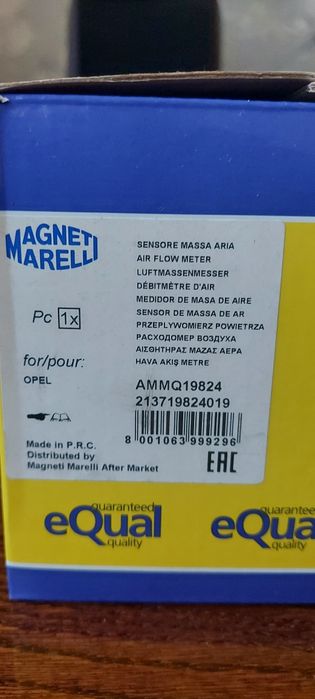 MAGNETI
MARELLI
Pc 1x
for/pour:
OPEL
SENSORE MASSA ARIA
AIR FLOW METER
LUFTMASSENMESSER
DÉBITMÈTRE D'AIR
MEDIDOR DE MASA DE AIRE
SENSOR DE MASSA DE AR
PRZEPLYWOMIERZ POWIETRZA
РАСХОДОМЕР ВОЗДУХА
ΑΙΣΘΗΤΗΡΑΣ ΜΑΖΑΣ ΑΕΡΑ
HAVA AKIŞ METRE
AMMQ19824
213719824019
8 001063 999296
Made in P.R.C.
Distributed by
Magneti Marelli After Market
EAC
guaranteed
eQual
quality
guarantee
eQua
quality